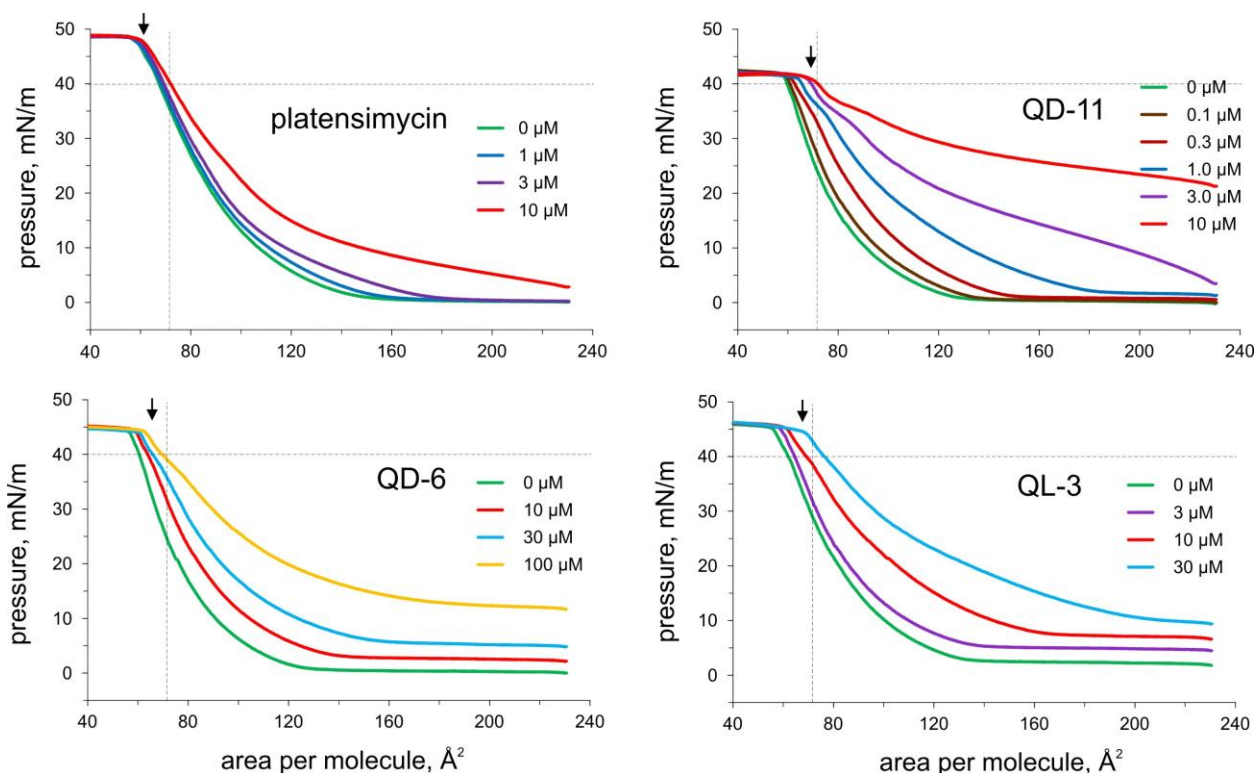 pressure, mN/m
50
40
30
20
10
0
platensimycin
0 µM
1 µM
3 µM
10 µM
40 80 120 160 200 240
pressure, mN/m
50
40
30
20
10
0
QD-11
0 µM
0.1 µM
0.3 µM
1.0 µM
3.0 µM
10 µM
40 80 120 160 200 240
pressure, mN/m
50
40
30
20
10
0
QD-6
0 µM
10 µM
30 µM
100 µM
40 80 120 160 200 240
area per molecule, Å²
pressure, mN/m
50
40
30
20
10
0
QL-3
0 µM
3 µM
10 µM
30 µM
40 80 120 160 200 240
area per molecule, Å²